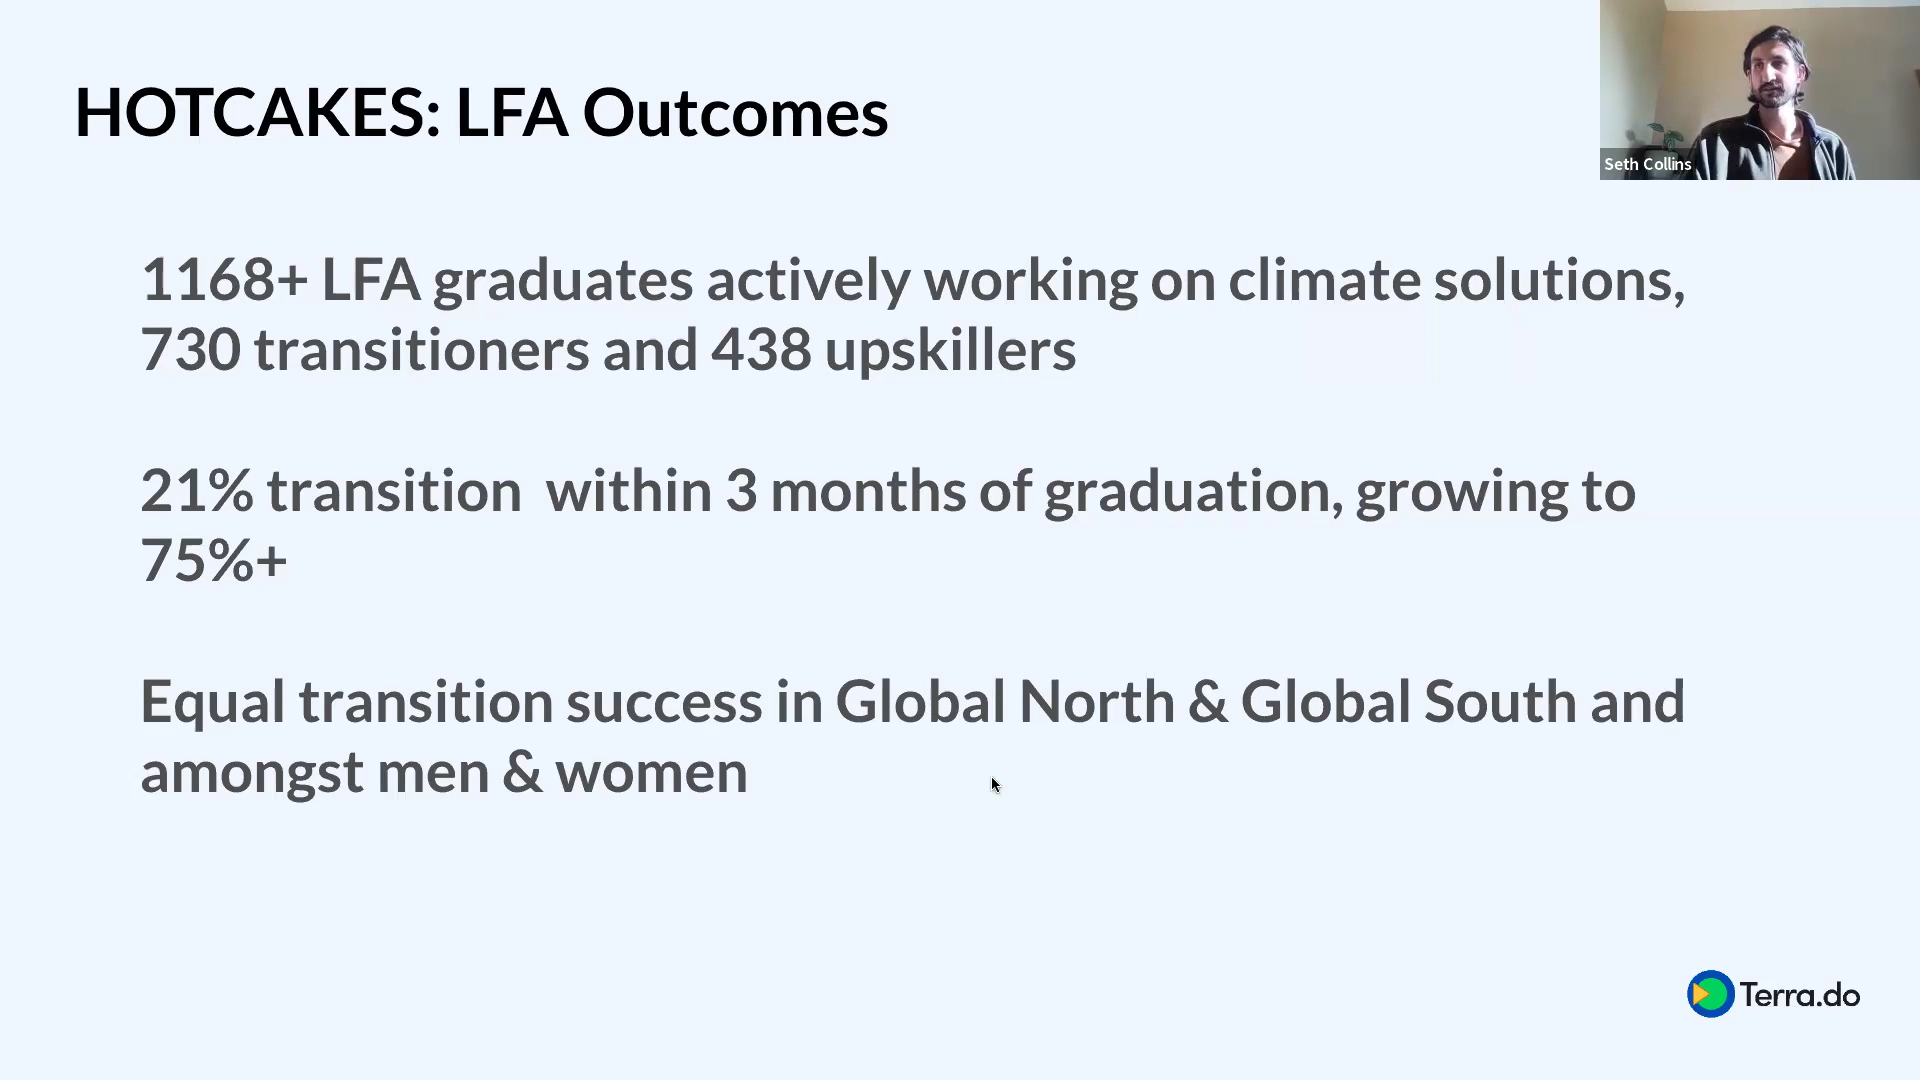 HOTCAKES: LFA Outcomes
Seth Collins
1168+ LFA graduates actively working on climate solutions,
730 transitioners and 438 upskillers
21% transition  within 3 months of graduation, growing to
75%+
Equal transition success in Global North & Global South and
amongst men & women
Terra.do